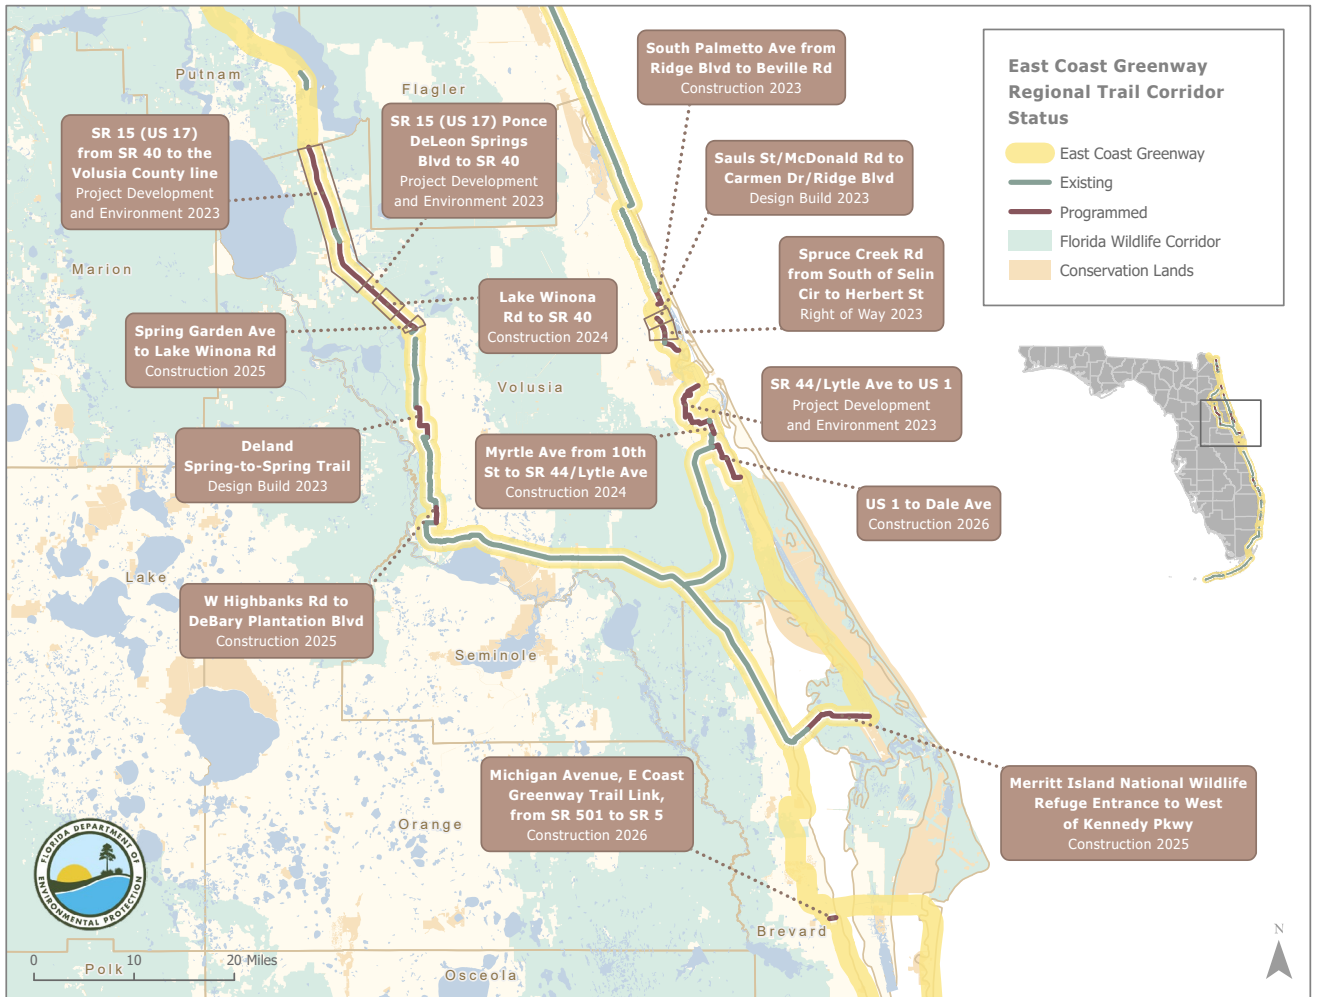 Putnam
Flagler
Marion
Volusia
Lake
Seminole
Orange
Brevard
Polk
Osceola
SR 15 (US 17)
from SR 40 to the
Volusia County line
Project Development
and Environment 2023
SR 15 (US 17) Ponce
DeLeon Springs
Blvd to SR 40
Project Development
and Environment 2023
South Palmetto Ave from
Ridge Blvd to Beville Rd
Construction 2023
Sauls St/McDonald Rd to
Carmen Dr/Ridge Blvd
Design Build 2023
Spruce Creek Rd
from South of Selin
Cir to Herbert St
Right of Way 2023
Lake Winona
Rd to SR 40
Construction 2024
Spring Garden Ave
to Lake Winona Rd
Construction 2025
SR 44/Lytle Ave to US 1
Project Development
and Environment 2023
Deland
Spring-to-Spring Trail
Design Build 2023
Myrtle Ave from 10th
St to SR 44/Lytle Ave
Construction 2024
US 1 to Dale Ave
Construction 2026
W Highbanks Rd to
DeBary Plantation Blvd
Construction 2025
Michigan Avenue, E Coast
Greenway Trail Link,
from SR 501 to SR 5
Construction 2026
Merritt Island National Wildlife
Refuge Entrance to West
of Kennedy Pkwy
Construction 2025
East Coast Greenway
Regional Trail Corridor
Status
East Coast Greenway
Existing
Programmed
Florida Wildlife Corridor
Conservation Lands
FLORIDA DEPARTMENT OF
ENVIRONMENTAL PROTECTION
0 10 20 Miles
N